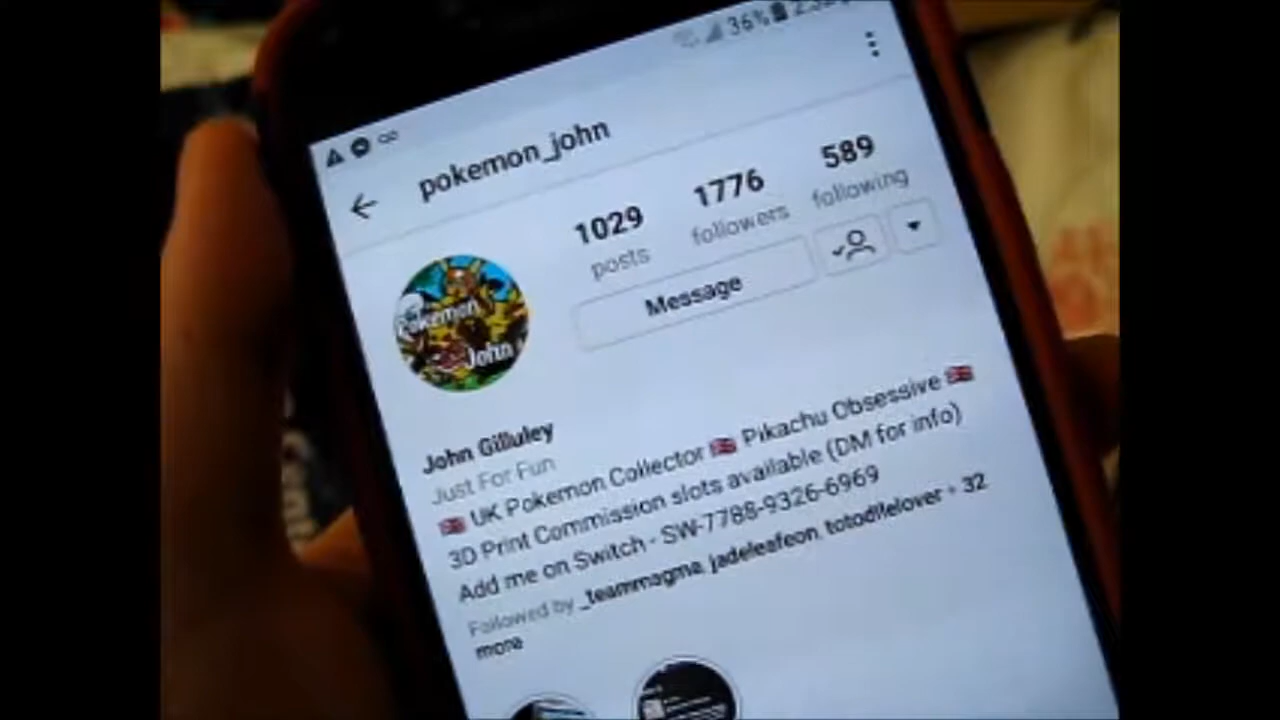 36%
pokemon_john
1029 1776 589
posts followers following
Message
Pokemon
John
John Gilluley
Just For Fun
🇬🇧 UK Pokemon Collector 🇬🇧 Pikachu Obsessive 🇬🇧
3D Print Commission slots available (DM for info)
Add me on Switch - SW-7788-9326-6969
Followed by _teammagma, jadeleafeon, totodilelover + 32
more